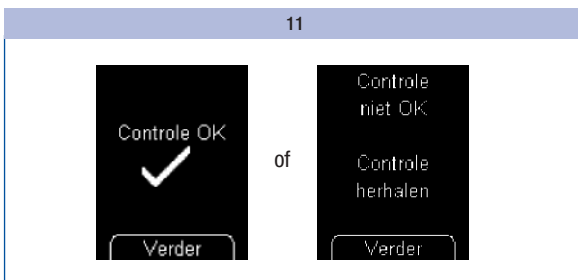 11
Controle OK
Verder
of
Controle
niet OK
Controle
herhalen
Verder